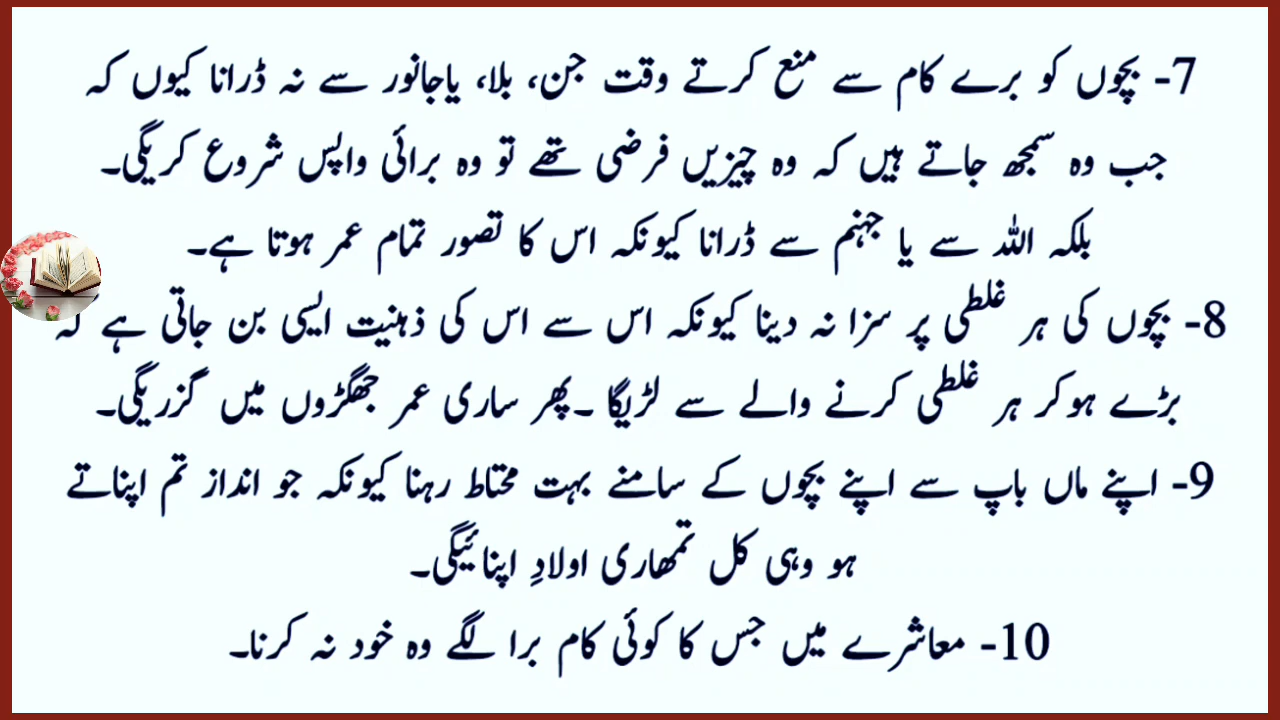 7- بچوں کو برے کام سے منع کرتے وقت جن، بلا، یاجانور سے نہ ڈرانا کیوں کہ
جب وہ سمجھ جاتے ہیں کہ وہ چیزیں فرضی تھے تو وہ برائی واپس شروع کریگی۔
بلکہ اللہ سے یا جہنم سے ڈرانا کیونکہ اس کا تصور تمام عمر ہوتا ہے۔
8- بچوں کی ہر غلطی پر سزا نہ دینا کیونکہ اس سے اس کی ذہنیت ایسی بن جاتی ہے کہ
بڑے ہوکر ہر غلطی کرنے والے سے لڑیگا ۔پھر ساری عمر جھگڑوں میں گزریگی۔
9- اپنے ماں باپ سے اپنے بچوں کے سامنے بہت محتاط رہنا کیونکہ جو انداز تم اپناتے
ہو وہی کل تمھاری اولادِ اپنائیگی۔
10- معاشرے میں جس کا کوئی کام برا لگے وہ خود نہ کرنا۔